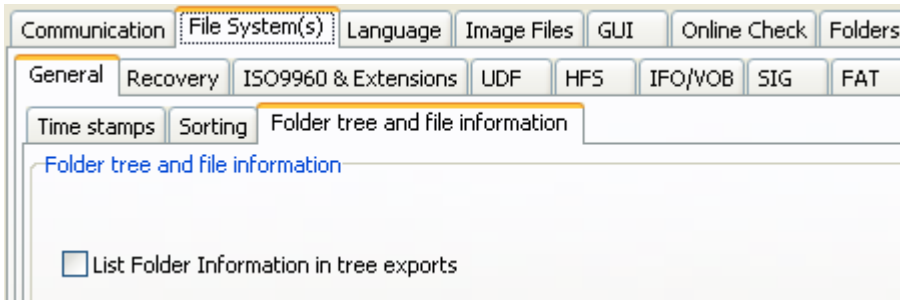 Communication File System(s) Language Image Files GUI Online Check Folders
General Recovery ISO9960 & Extensions UDF HFS IFO/VOB SIG FAT
Time stamps Sorting Folder tree and file information
Folder tree and file information
List Folder Information in tree exports